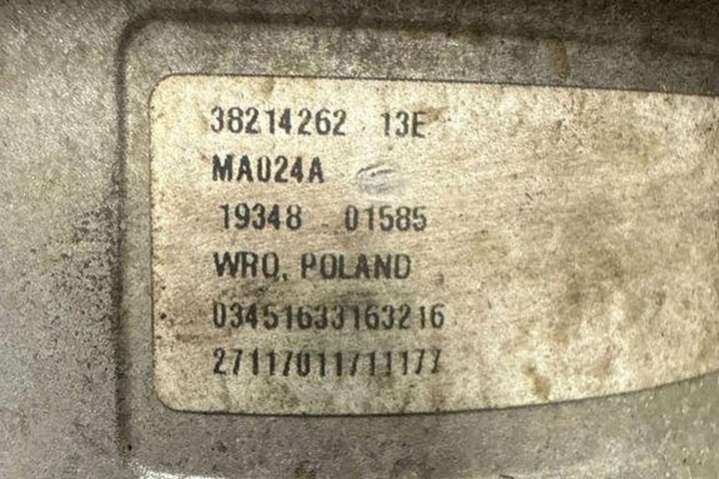 38214262 13E
MA024A
19348 01585
WRO, POLAND
03451633163216
27117011711177